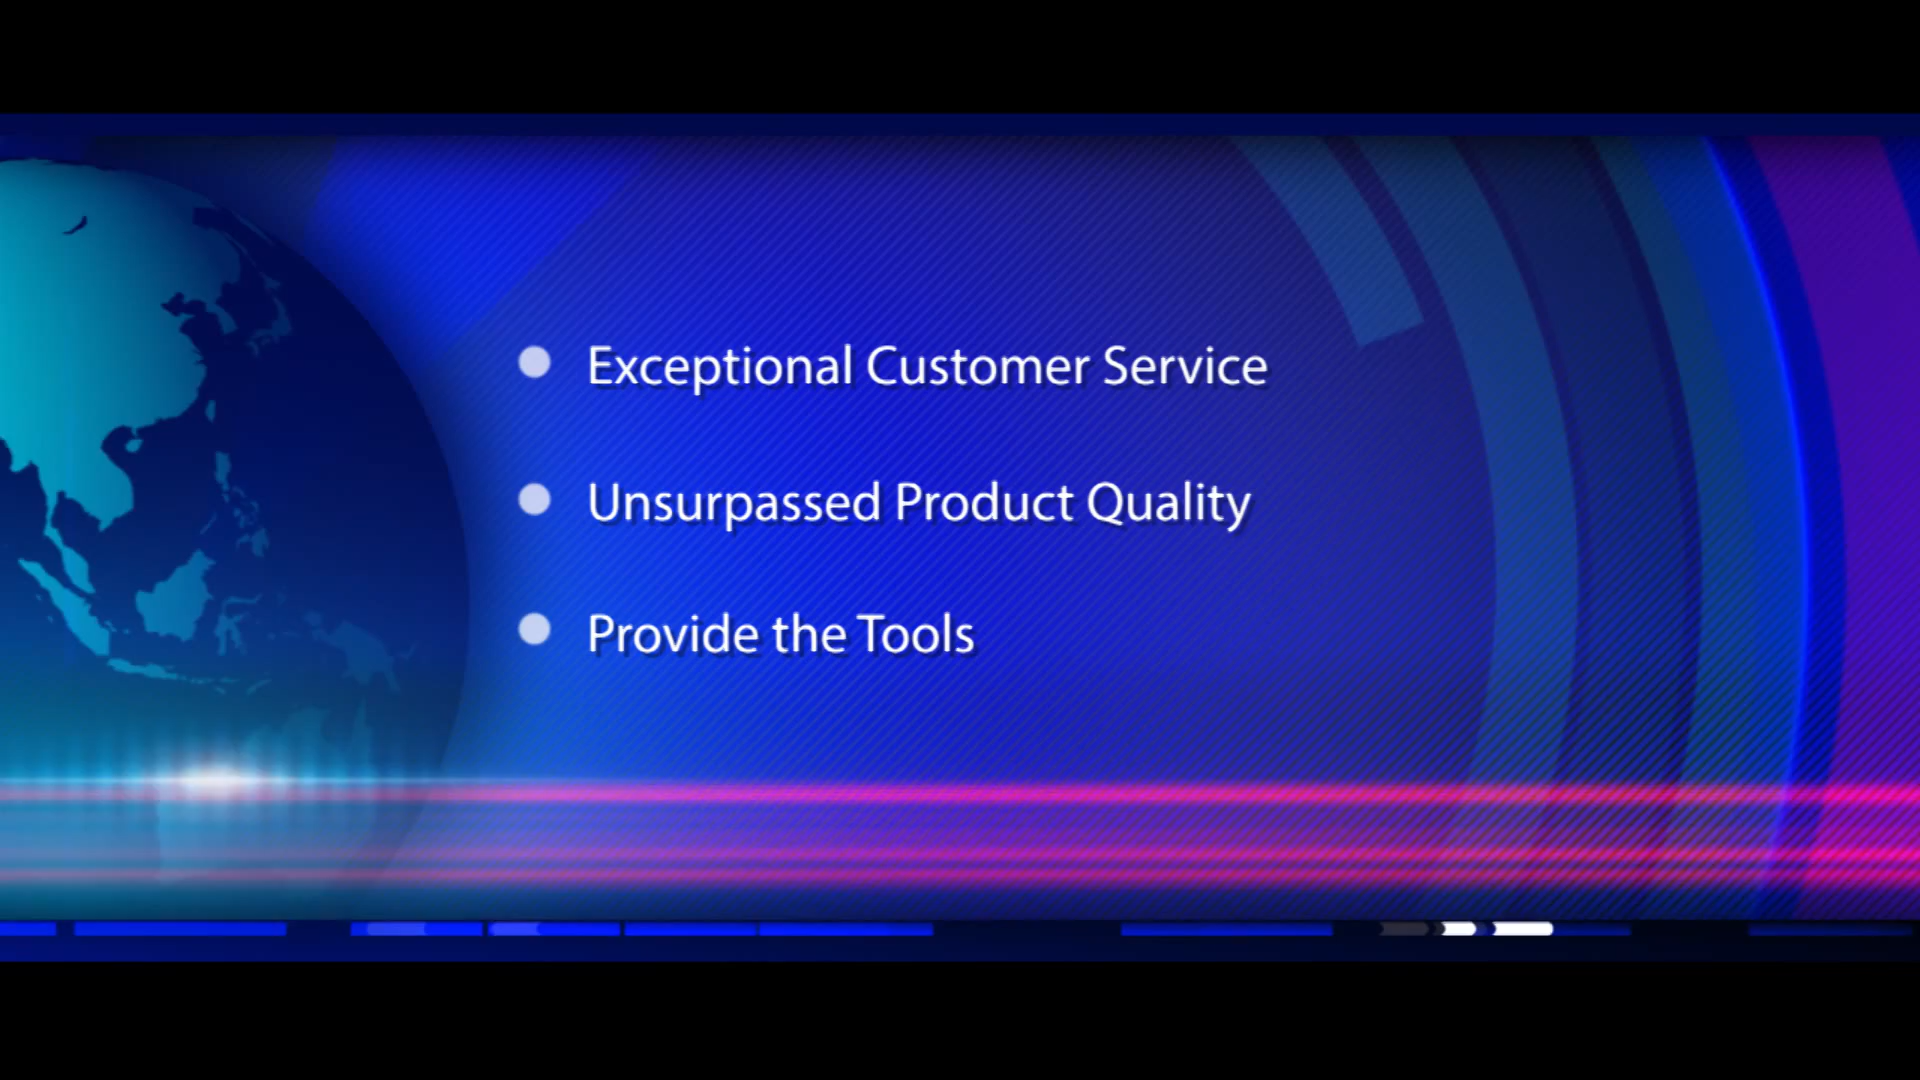 Exceptional Customer Service
Unsurpassed Product Quality
Provide the Tools